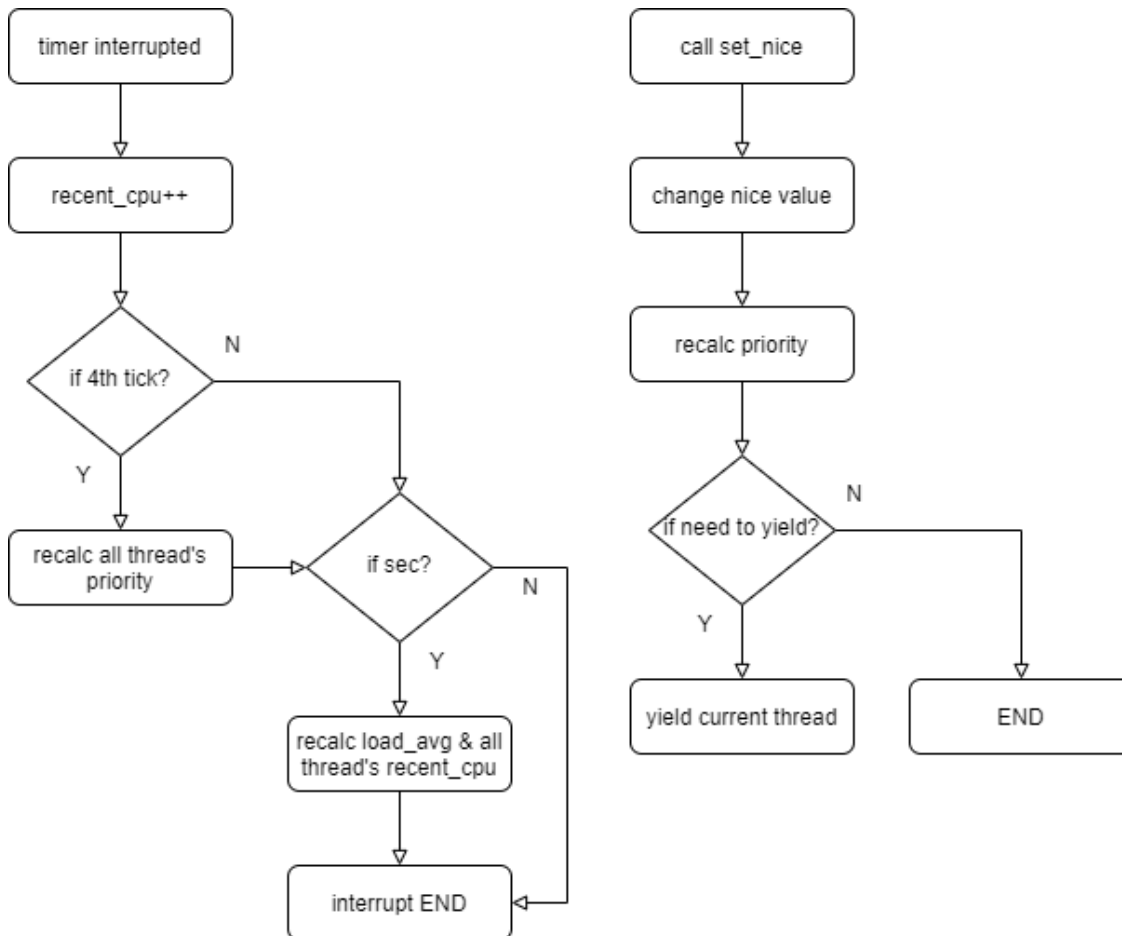 timer interrupted
recent_cpu++
if 4th tick?
N
Y
recalc all thread's
priority
if sec?
N
Y
recalc load_avg & all
thread's recent_cpu
interrupt END
call set_nice
change nice value
recalc priority
if need to yield?
N
Y
yield current thread
END